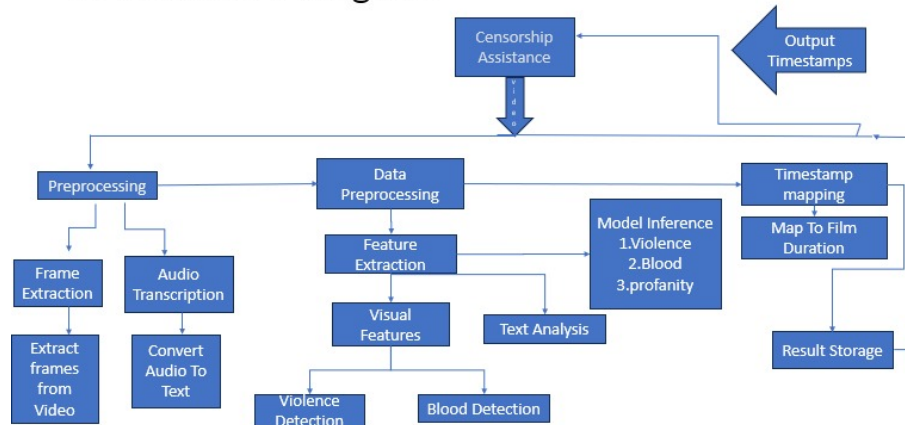 Censorship
Assistance
video
Output
Timestamps
Preprocessing
Data
Preprocessing
Timestamp
mapping
Map To Film
Duration
Model Inference
1.Violence
2.Blood
3.profanity
Feature
Extraction
Frame
Extraction
Audio
Transcription
Visual
Features
Text Analysis
Extract
frames
from
Video
Convert
Audio To
Text
Result Storage
Violence
Detection
Blood Detection